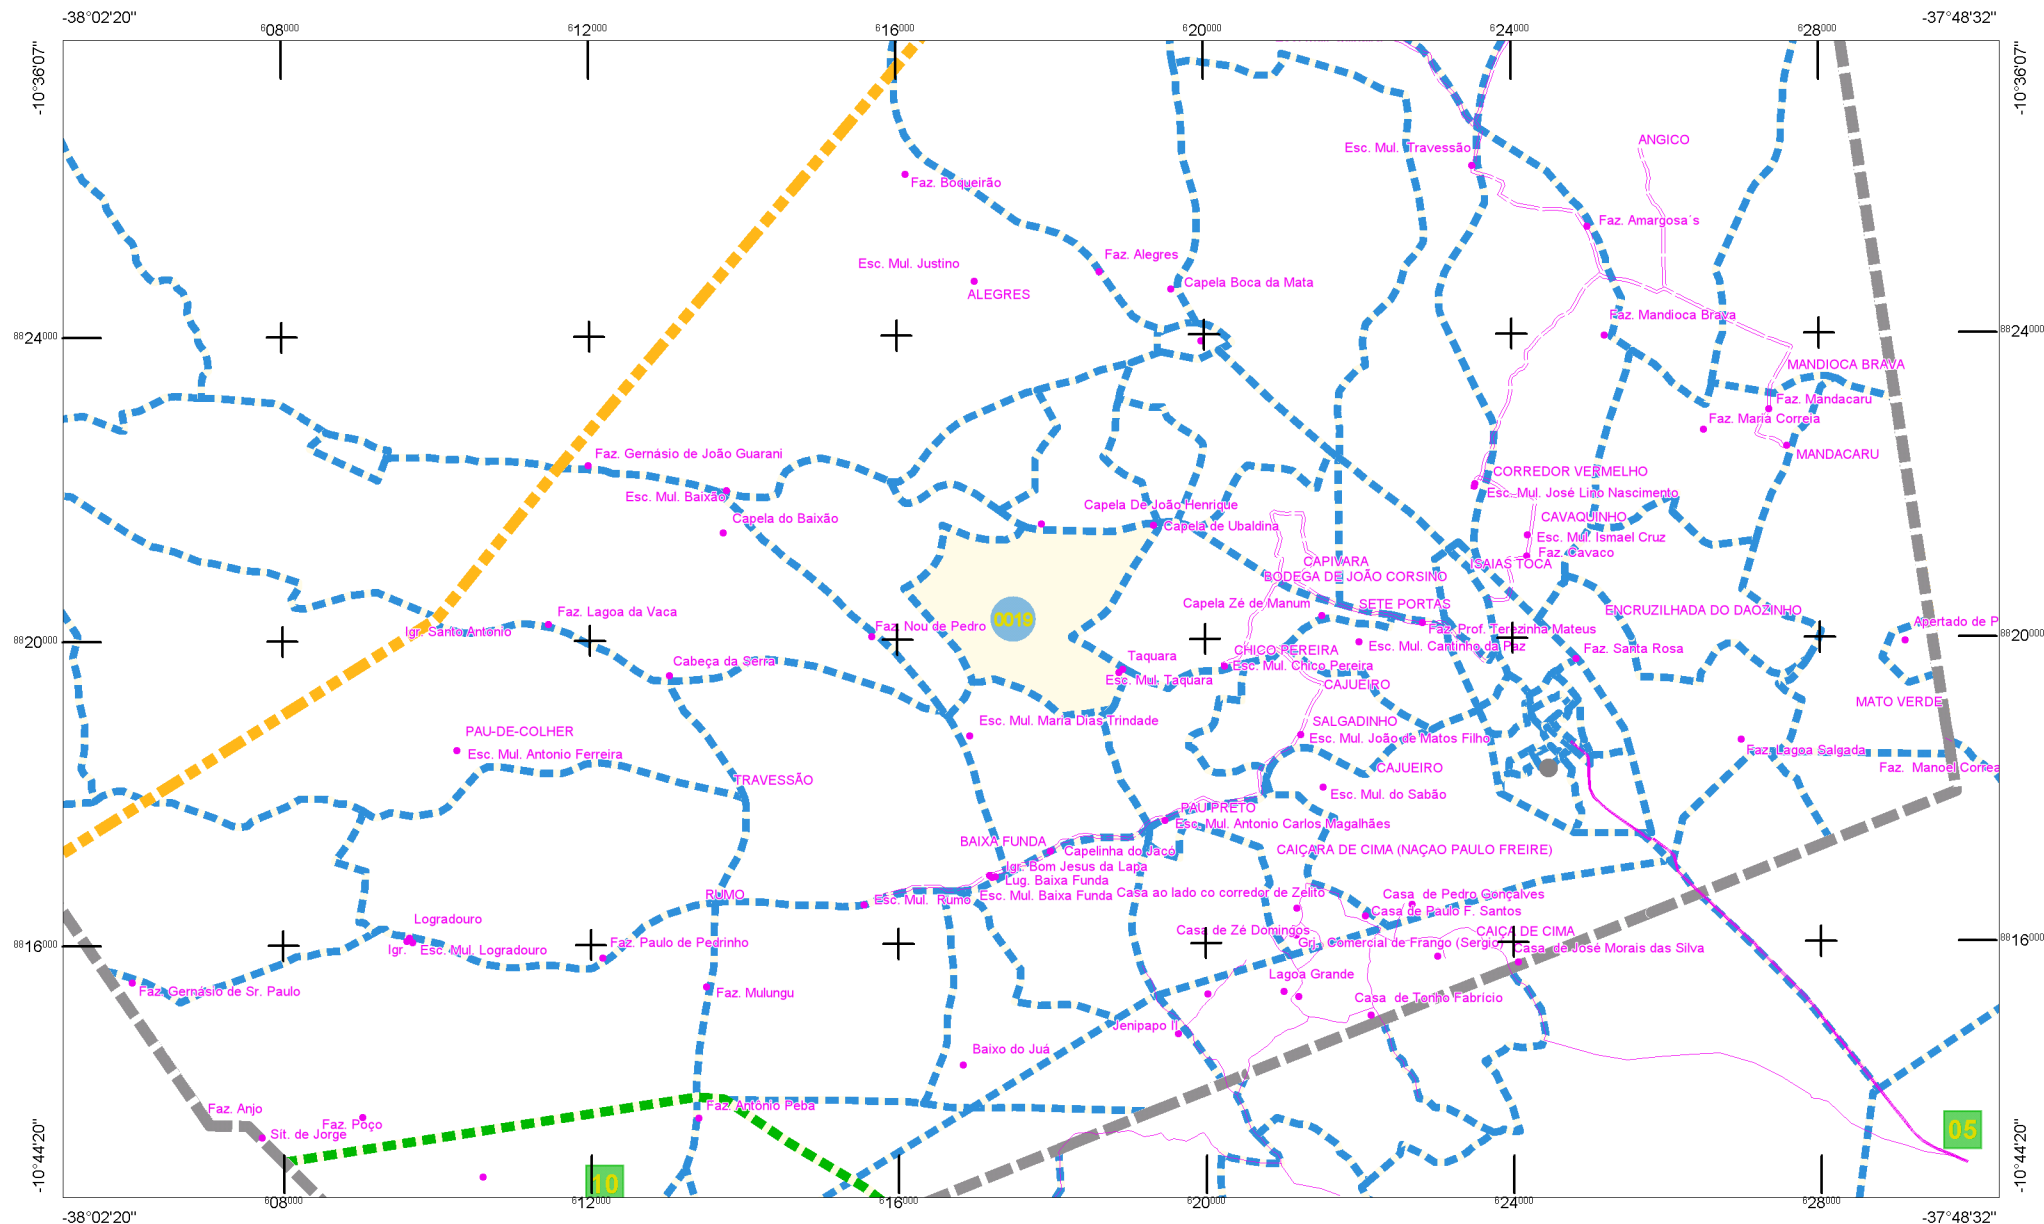 -38°02'20" -37°48'32"
608000 612000 616000 620000 624000 628000
-10°36'07" -10°36'07"
ANGICO
Esc. Mul. Travessão
Faz. Boqueirão
Faz. Amargosa´s
Faz. Alegres
Esc. Mul. Justino
Capela Boca da Mata
ALEGRES
Faz. Mandioca Brava
8824000 8824000
MANDIOCA BRAVA
Faz. Mandacaru
Faz. Maria Correia
Faz. Gernásio de João Guarani
MANDACARU
CORREDOR VERMELHO
Esc. Mul. Baixão
Esc. Mul. José Lino Nascimento
Capela De João Henrique
Capela do Baixão
CAVAQUINHO
Capela de Ubaldina
Esc. Mul. Ismael Cruz
Faz. Cavaco
CAPIVARA
ISAIAS TOCA
BODEGA DE JOÃO CORSINO
Capela Zé de Manum
SETE PORTAS
Faz. Lagoa da Vaca
ENCRUZILHADA DO DAOZINHO
0019
Apertado de P
Faz. Nou de Pedro
Faz. Prof. Terezinha Mateus
Igr. Santo Antonio
8820000 8820000
Esc. Mul. Cantinho da Paz
Faz. Santa Rosa
CHICO PEREIRA
Taquara
Cabeça da Serra
Esc. Mul. Chico Pereira
Esc. Mul. Taquara
CAJUEIRO
MATO VERDE
Esc. Mul. Maria Dias Trindade
SALGADINHO
PAU-DE-COLHER
Esc. Mul. João de Matos Filho
Esc. Mul. Antonio Ferreira
Faz. Lagoa Salgada
CAJUEIRO
Faz. Manoel Correa
TRAVESSÃO
Esc. Mul. do Sabão
PAU PRETO
Esc. Mul. Antonio Carlos Magalhães
BAIXA FUNDA
Capelinha do Jacó
CAIÇARA DE CIMA (NAÇAO PAULO FREIRE)
Igr. Bom Jesus da Lapa
Lug. Baixa Funda
RUMO
Esc. Mul. Rumo
Esc. Mul. Baixa Funda
Casa ao lado co corredor de Zelito
Casa de Pedro Gonçalves
Casa de Paulo F. Santos
Logradouro
Casa de Zé Domingos
CAIÇA DE CIMA
Igr.
Esc. Mul. Logradouro
Faz. Paulo de Pedrinho
Grj. Comercial de Frango (Sergio
Casa de José Morais das Silva
8816000 8816000
Lagoa Grande
Faz. Gernásio de Sr. Paulo
Faz. Mulungu
Casa de Tonho Fabrício
Jenipapo II
Baixo do Juá
Faz. Anjo
Faz. Antônio Peba
Faz. Poço
Sit. de Jorge
05
10
-10°44'20" -10°44'20"
608000 612000 616000 620000 624000 628000
-38°02'20" -37°48'32"